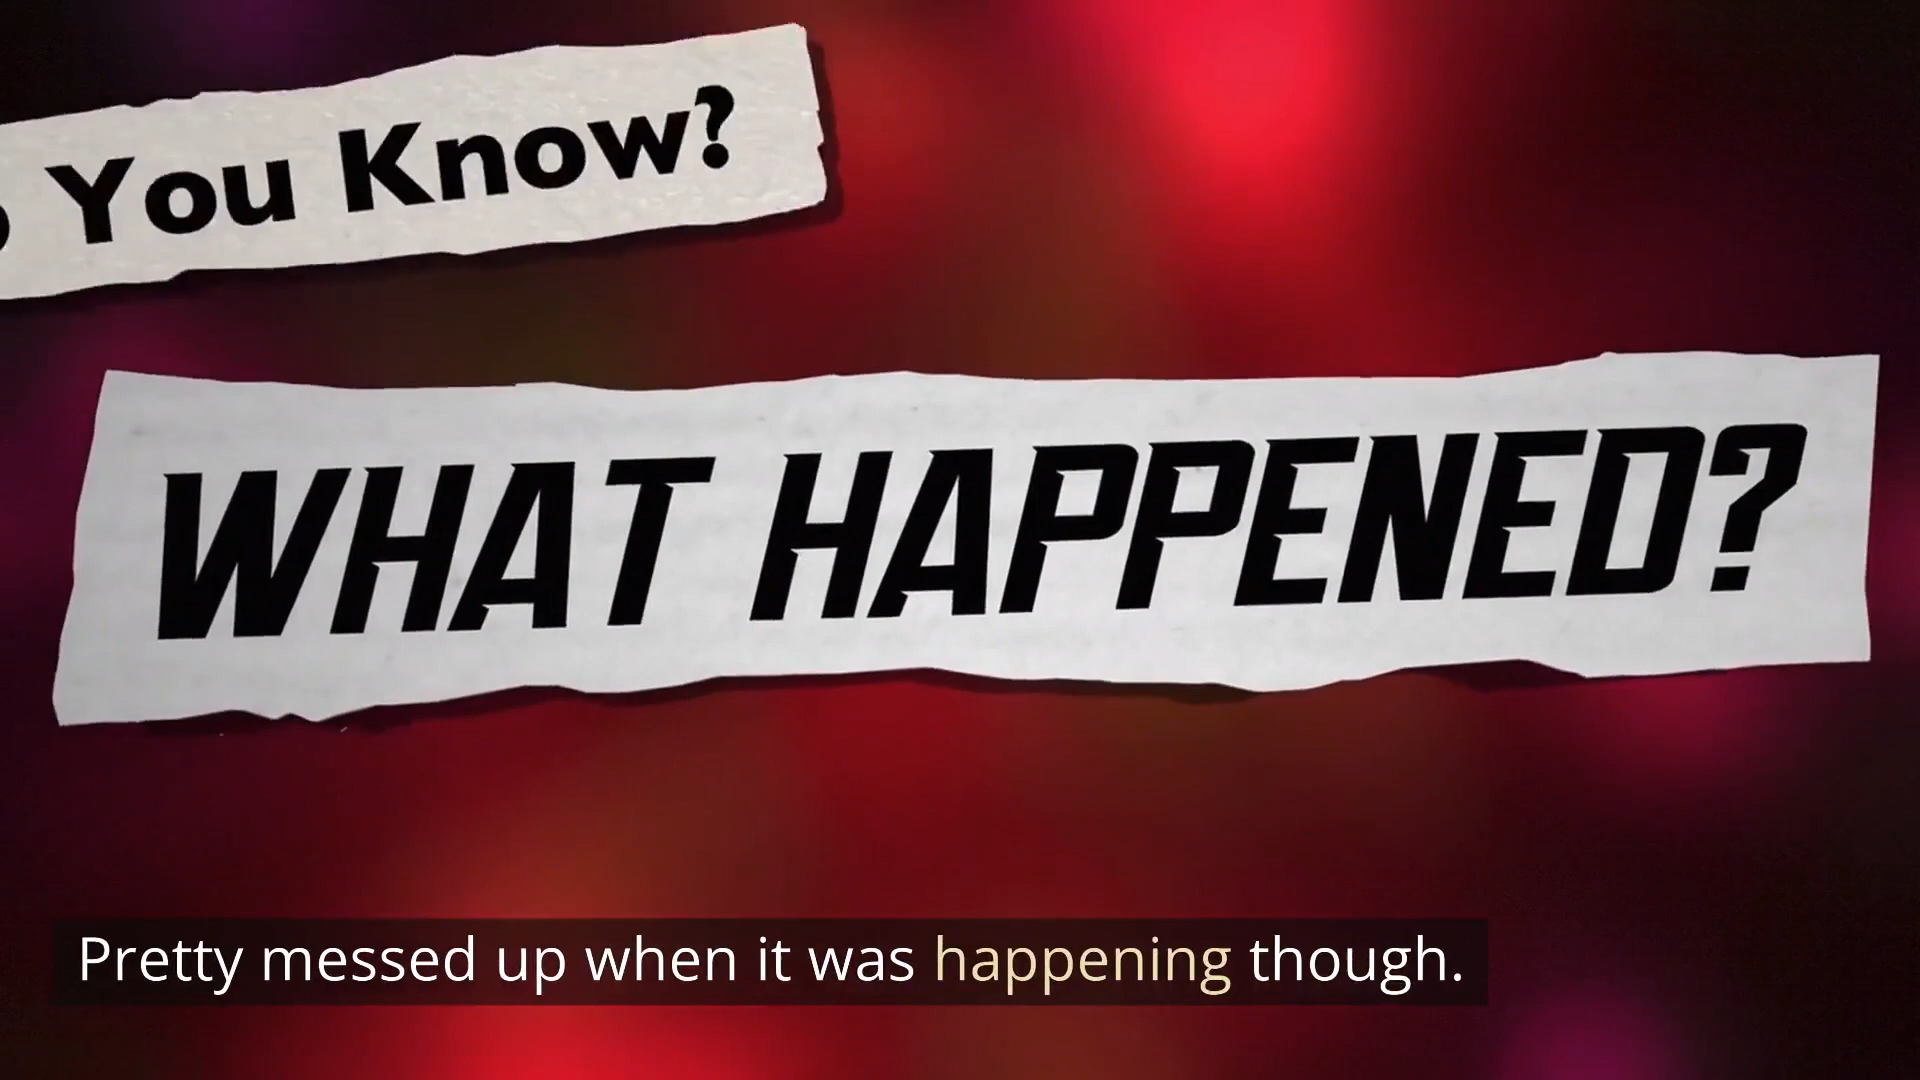 You Know?
WHAT HAPPENED?
Pretty messed up when it was happening though.